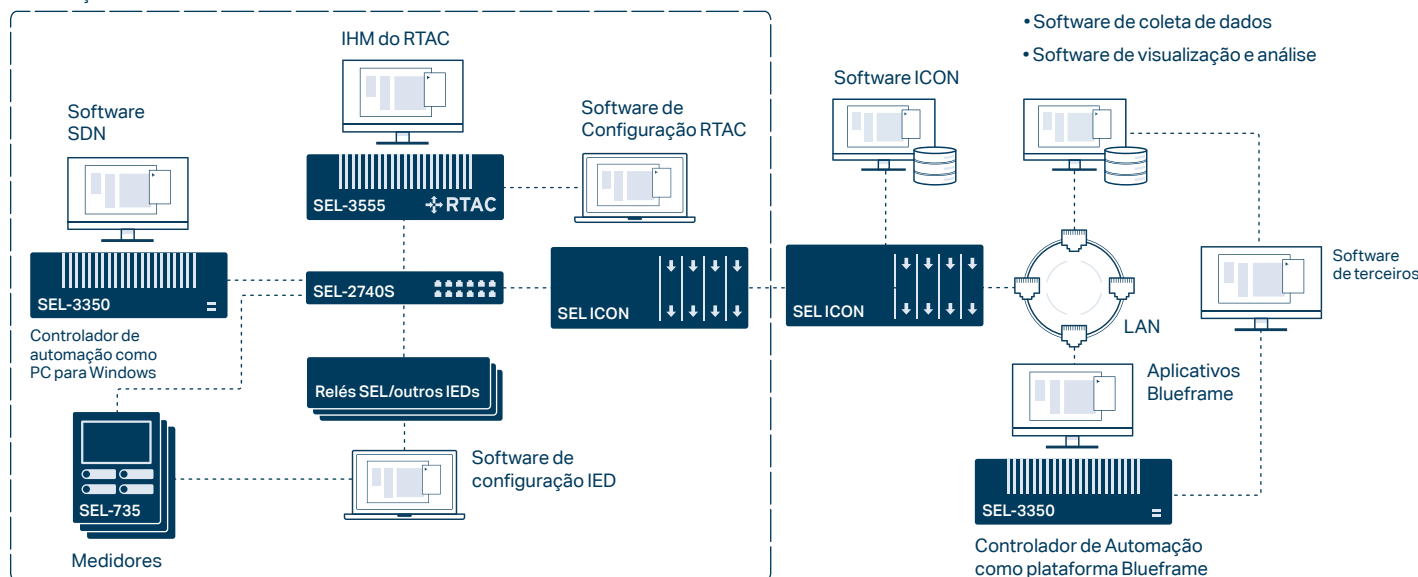 IHM do RTAC
• Software de coleta de dados
• Software de visualização e análise
Software ICON
Software
SDN
Software de
Configuração RTAC
SEL-3555
RTAC
SEL-3350
SEL-2740S
SEL ICON
SEL ICON
LAN
Software
de terceiros
Controlador de
automação como
PC para Windows
Relés SEL/outros IEDs
Aplicativos
Blueframe
Software de
configuração IED
SEL-735
Medidores
SEL-3350
Controlador de Automação
como plataforma Blueframe